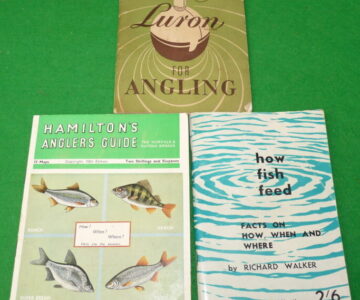 Luron
FOR
ANGLING
HAMILTON'S
ANGLERS GUIDE
THE NORFOLK &
SUFFOLK BROADS
Two Shillings and Sixpence
ROACH
PERCH
How?
When?
Where?
how
fish
feed
FACTS ON
HOW, WHEN AND
WHERE
by RICHARD WALKER
2'6